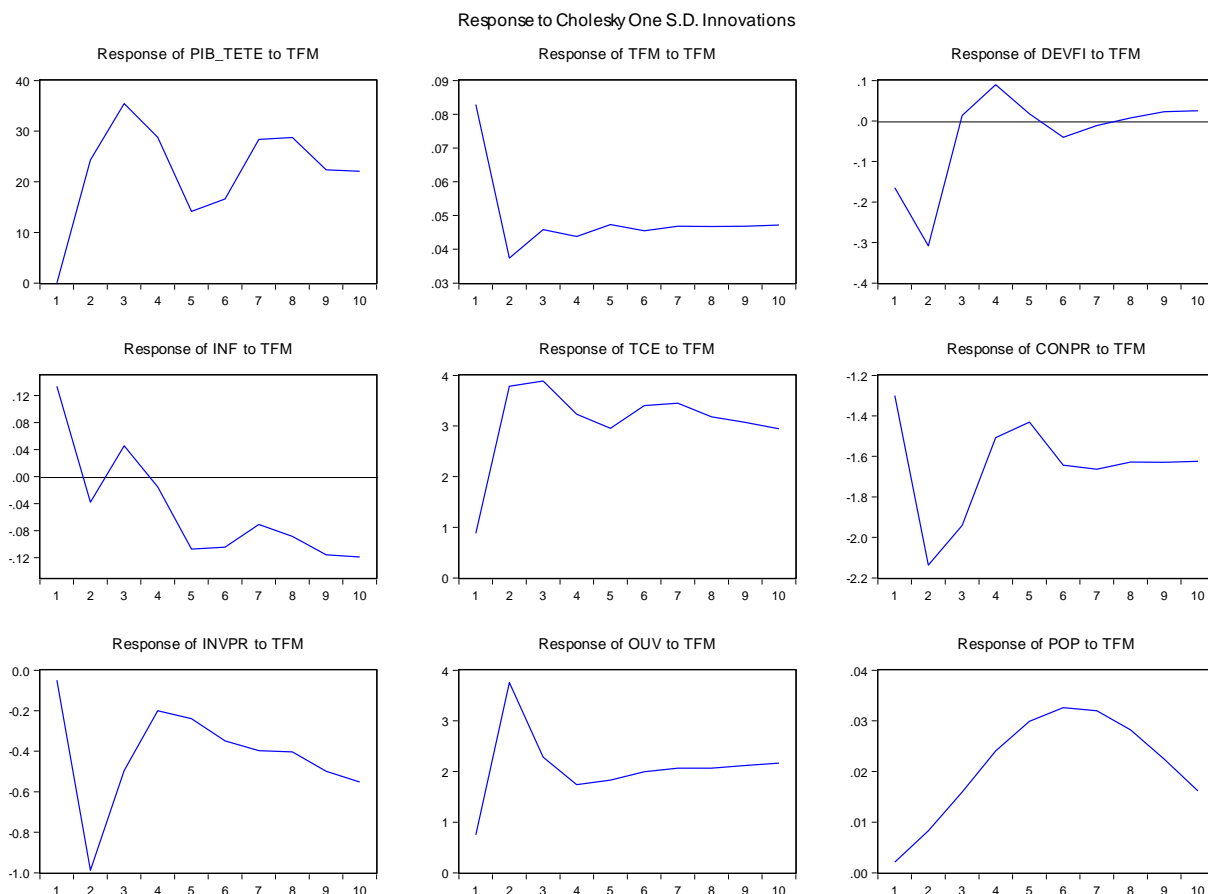 Response to Cholesky One S.D. Innovations
Response of PIB_TETE to TFM
40
30
20
10
0
1 2 3 4 5 6 7 8 9 10
Response of TFM to TFM
.09
.08
.07
.06
.05
.04
.03
1 2 3 4 5 6 7 8 9 10
Response of DEVFI to TFM
.1
.0
-.1
-.2
-.3
-.4
1 2 3 4 5 6 7 8 9 10
Response of INF to TFM
.12
.08
.04
.00
-.04
-.08
-.12
1 2 3 4 5 6 7 8 9 10
Response of TCE to TFM
4
3
2
1
0
1 2 3 4 5 6 7 8 9 10
Response of CONPR to TFM
-1.2
-1.4
-1.6
-1.8
-2.0
-2.2
1 2 3 4 5 6 7 8 9 10
Response of INVPR to TFM
0.0
-0.2
-0.4
-0.6
-0.8
-1.0
1 2 3 4 5 6 7 8 9 10
Response of OUV to TFM
4
3
2
1
0
1 2 3 4 5 6 7 8 9 10
Response of POP to TFM
.04
.03
.02
.01
.00
1 2 3 4 5 6 7 8 9 10